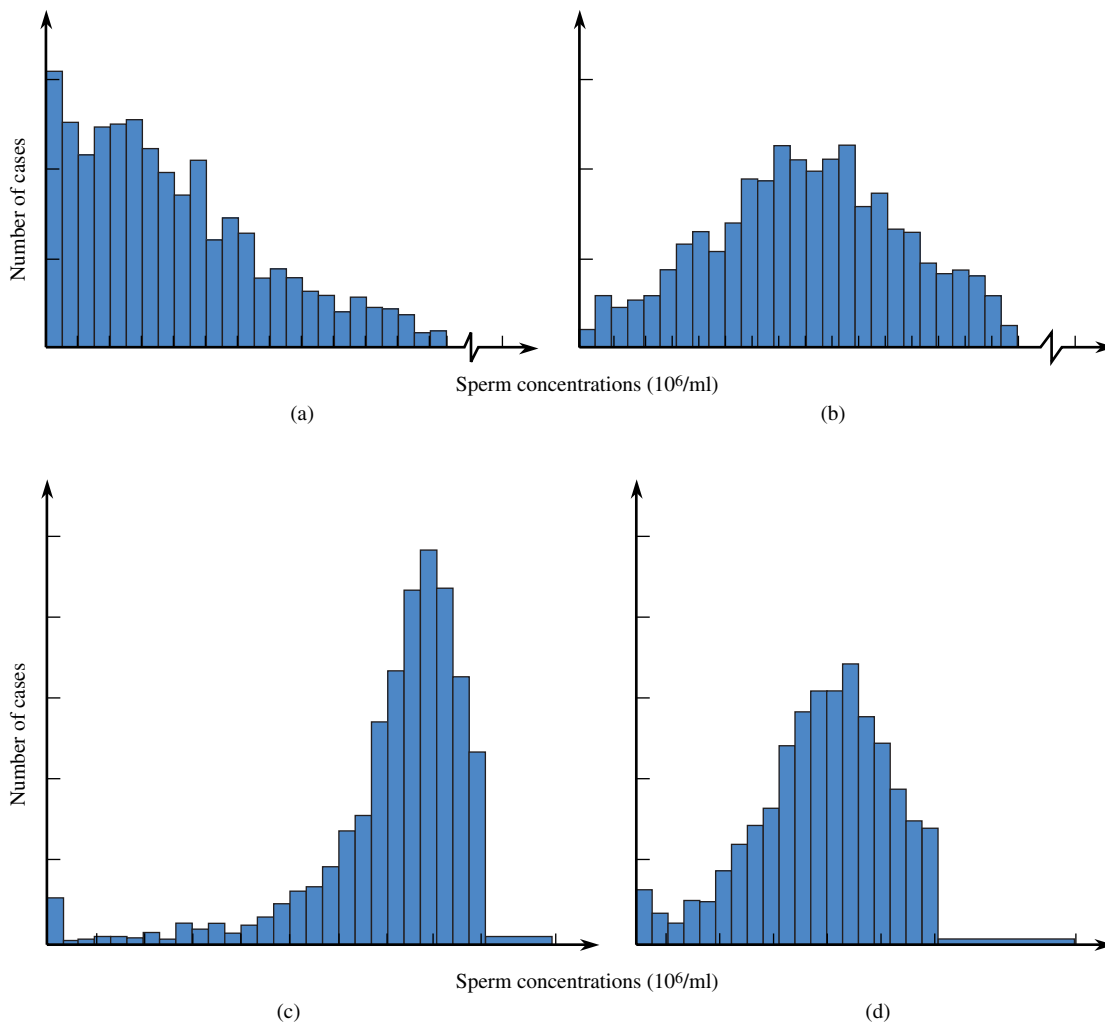 Number of cases
Sperm concentrations (10⁶/ml)
(a)
(b)
Number of cases
Sperm concentrations (10⁶/ml)
(c)
(d)